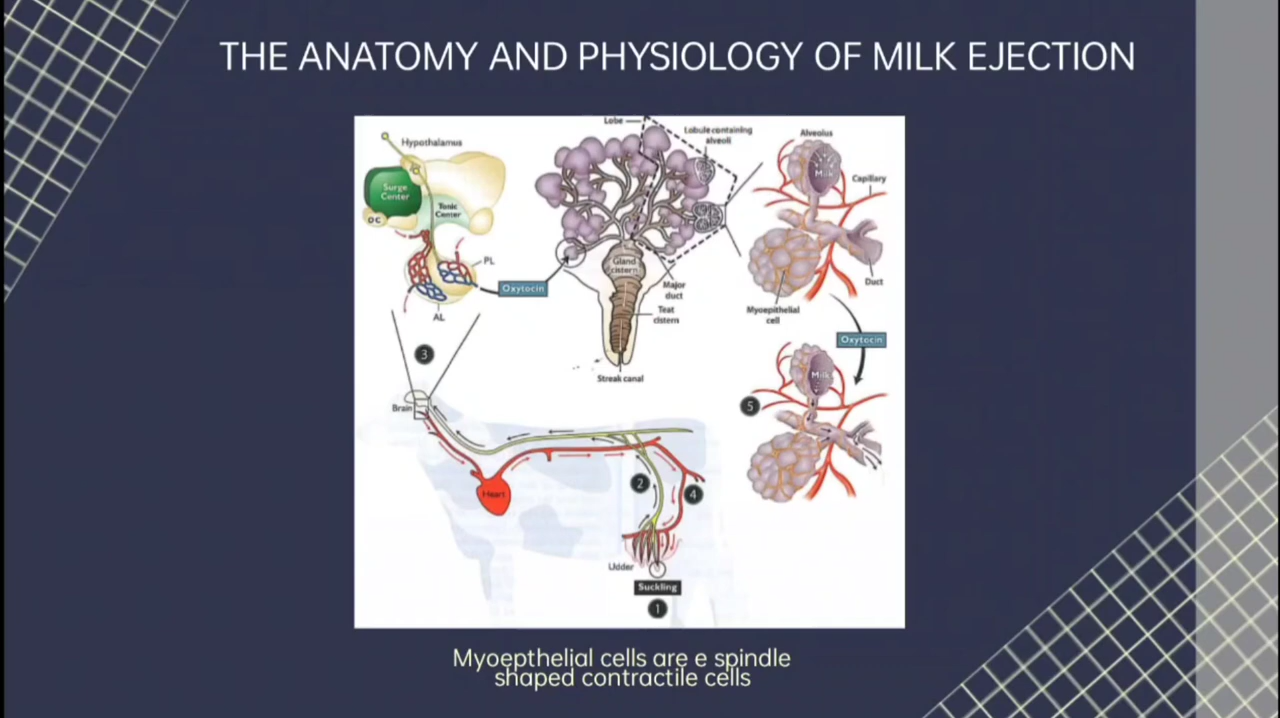 THE ANATOMY AND PHYSIOLOGY OF MILK EJECTION
Hypothalamus
Surge
Center
Tonic
Center
OC
PL
AL
Oxytocin
3
Lobe
Lobule containing
alveoli
Gland
cistern
Major
duct
Teat
cistern
Streak canal
Alveolus
Milk
Capillary
Duct
Myoepithelial
cell
Oxytocin
Milk
5
Brain
Heart
2
4
Udder
Suckling
1
Myoepthelial cells are e spindle
shaped contractile cells